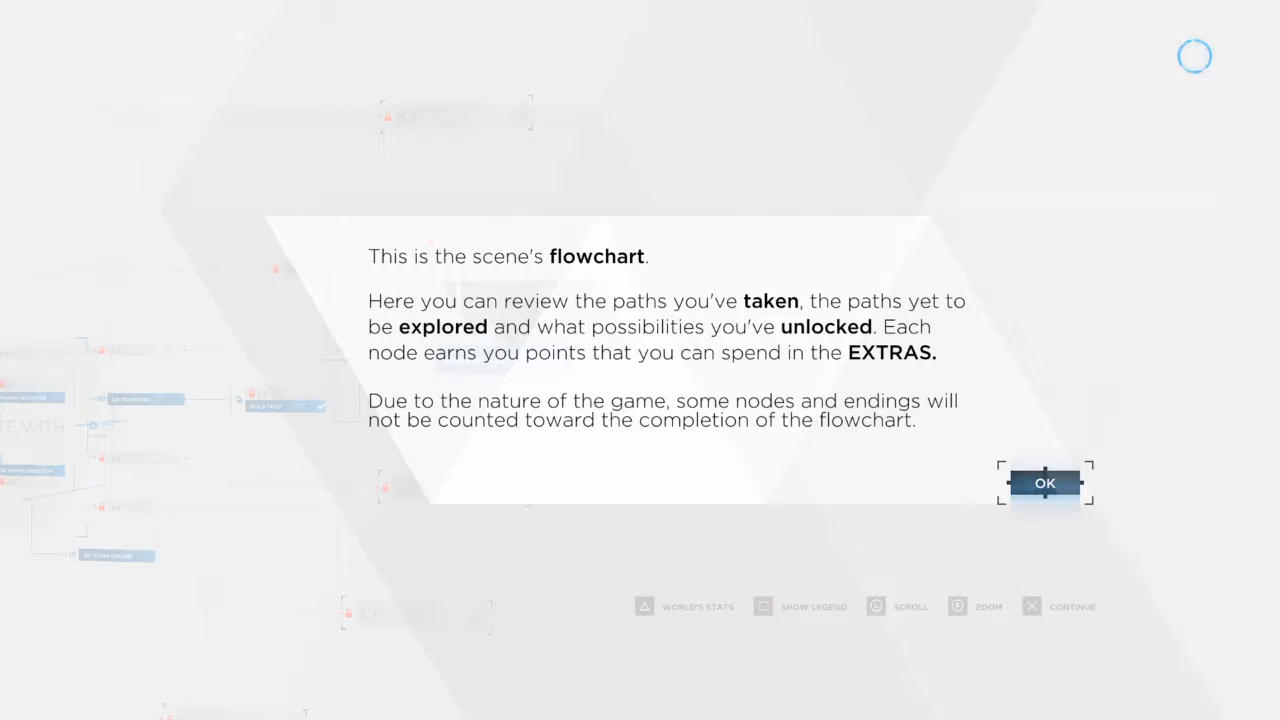 This is the scene's flowchart.
Here you can review the paths you've taken, the paths yet to
be explored and what possibilities you've unlocked. Each
node earns you points that you can spend in the EXTRAS.
Due to the nature of the game, some nodes and endings will
not be counted toward the completion of the flowchart.
OK
WORLD'S STATS SHOW LEGEND SCROLL ZOOM CONTINUE